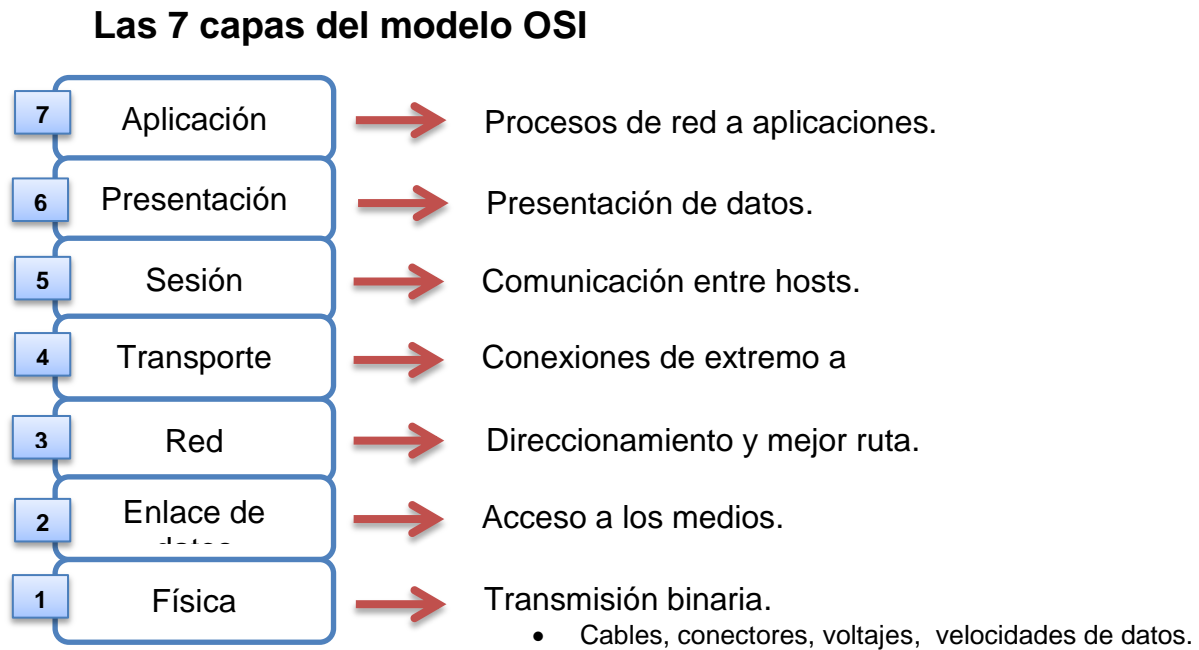 Las 7 capas del modelo OSI
7 Aplicación Procesos de red a aplicaciones.
6 Presentación Presentación de datos.
5 Sesión Comunicación entre hosts.
4 Transporte Conexiones de extremo a
3 Red Direccionamiento y mejor ruta.
2 Enlace de Acceso a los medios.
datos
1 Física Transmisión binaria.
• Cables, conectores, voltajes, velocidades de datos.